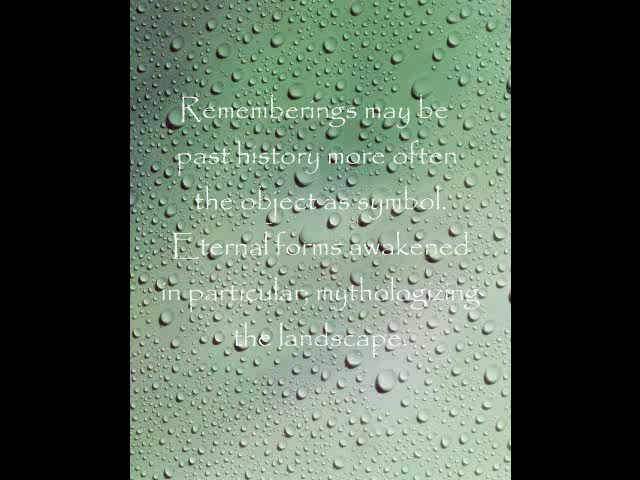 Rememberings may be
past history more often
the object as symbol.
Eternal forms awakened
in particular, mythologizing
the landscape.